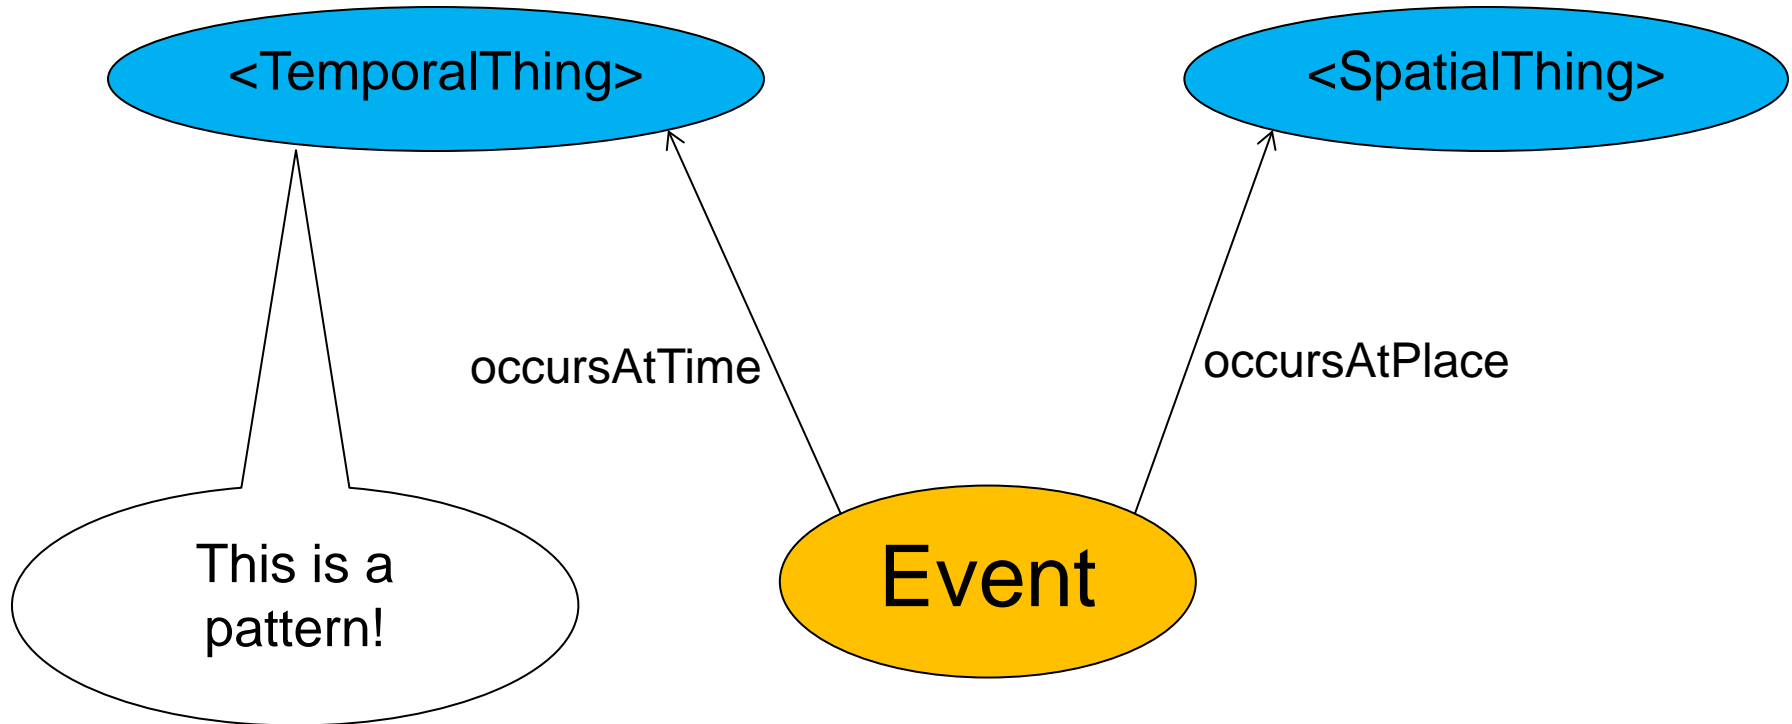 <TemporalThing>
<SpatialThing>
occursAtTime
occursAtPlace
This is a
pattern!
Event